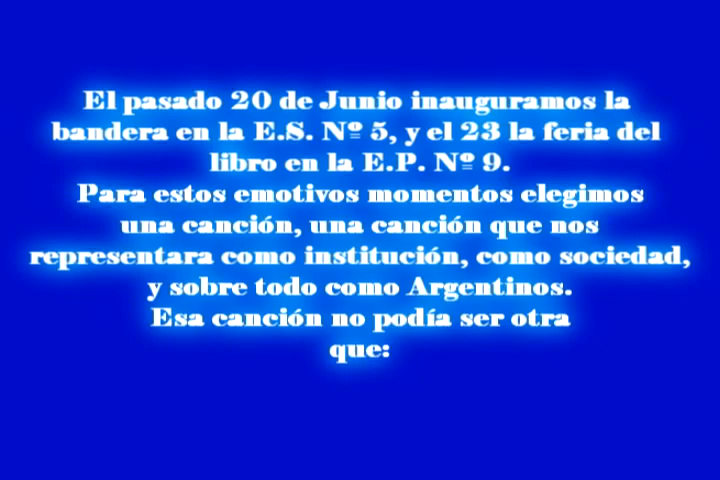 El pasado 20 de Junio inauguramos la
bandera en la E.S. Nº 5, y el 23 la feria del
libro en la E.P. Nº 9.
Para estos emotivos momentos elegimos
una canción, una canción que nos
representara como institución, como sociedad,
y sobre todo como Argentinos.
Esa canción no podía ser otra
que: